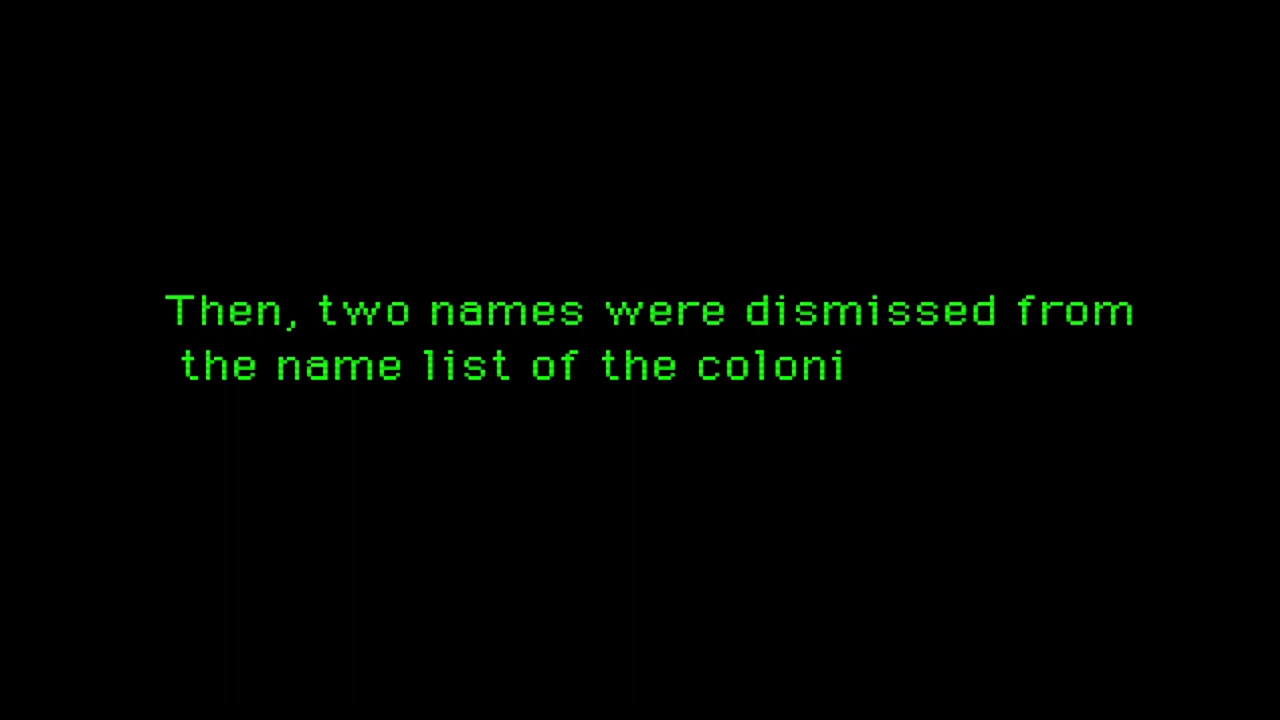 Then, two names were dismissed from
the name list of the coloni